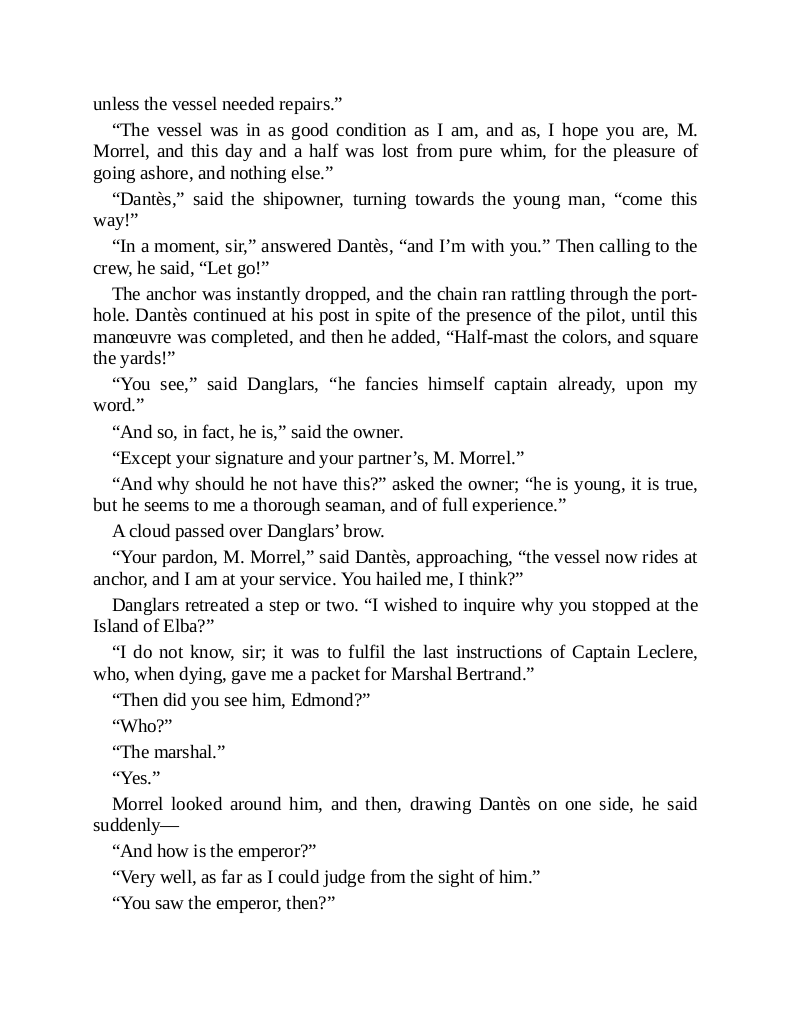 unless the vessel needed repairs.”
“The vessel was in as good condition as I am, and as, I hope you are, M.
Morrel, and this day and a half was lost from pure whim, for the pleasure of
going ashore, and nothing else.”
“Dantès,” said the shipowner, turning towards the young man, “come this
way!”
“In a moment, sir,” answered Dantès, “and I’m with you.” Then calling to the
crew, he said, “Let go!”
The anchor was instantly dropped, and the chain ran rattling through the port-
hole. Dantès continued at his post in spite of the presence of the pilot, until this
manœuvre was completed, and then he added, “Half-mast the colors, and square
the yards!”
“You see,” said Danglars, “he fancies himself captain already, upon my
word.”
“And so, in fact, he is,” said the owner.
“Except your signature and your partner’s, M. Morrel.”
“And why should he not have this?” asked the owner; “he is young, it is true,
but he seems to me a thorough seaman, and of full experience.”
A cloud passed over Danglars’ brow.
“Your pardon, M. Morrel,” said Dantès, approaching, “the vessel now rides at
anchor, and I am at your service. You hailed me, I think?”
Danglars retreated a step or two. “I wished to inquire why you stopped at the
Island of Elba?”
“I do not know, sir; it was to fulfil the last instructions of Captain Leclere,
who, when dying, gave me a packet for Marshal Bertrand.”
“Then did you see him, Edmond?”
“Who?”
“The marshal.”
“Yes.”
Morrel looked around him, and then, drawing Dantès on one side, he said
suddenly—
“And how is the emperor?”
“Very well, as far as I could judge from the sight of him.”
“You saw the emperor, then?”